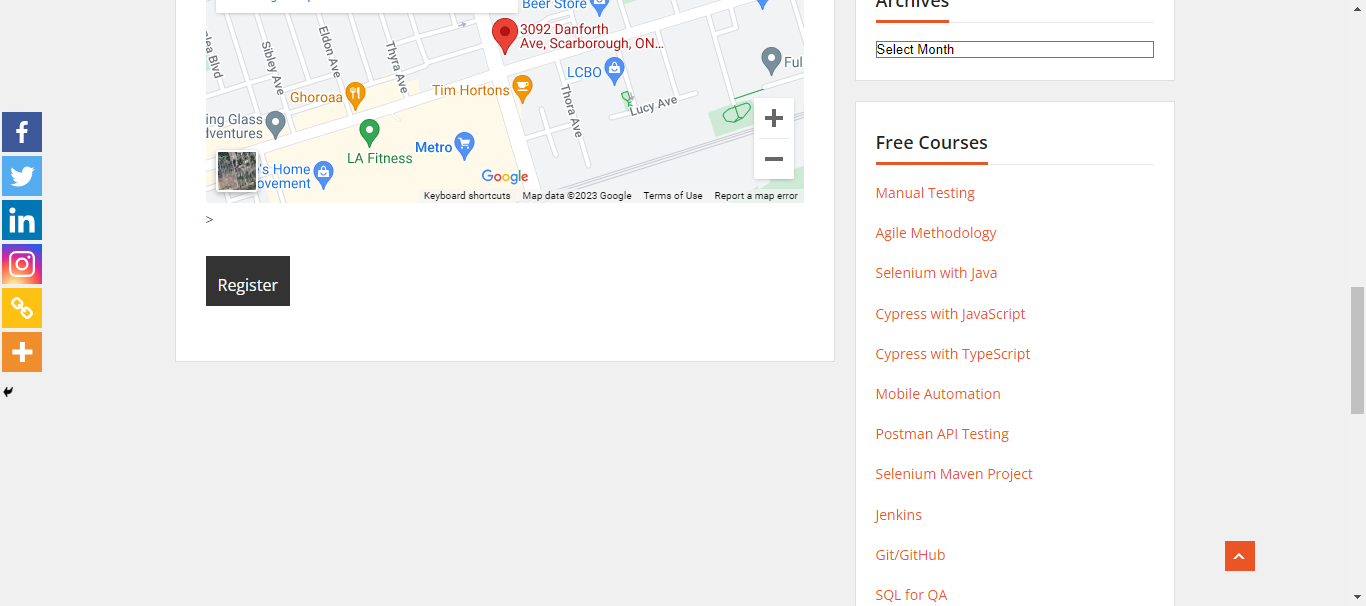 Beer Store
3092 Danforth
Ave, Scarborough, ON...
Sibley Ave
Eldon Ave
Thyra Ave
LCBO
Ful
Ghoroaa
Tim Hortons
Thora Ave
Lucy Ave
ing Glass
dventures
LA Fitness
Metro
's Home
ovement
Google
Keyboard shortcuts
Map data ©2023 Google
Terms of Use
Report a map error
>
Register
Archives
Select Month
Free Courses
Manual Testing
Agile Methodology
Selenium with Java
Cypress with JavaScript
Cypress with TypeScript
Mobile Automation
Postman API Testing
Selenium Maven Project
Jenkins
Git/GitHub
SQL for QA